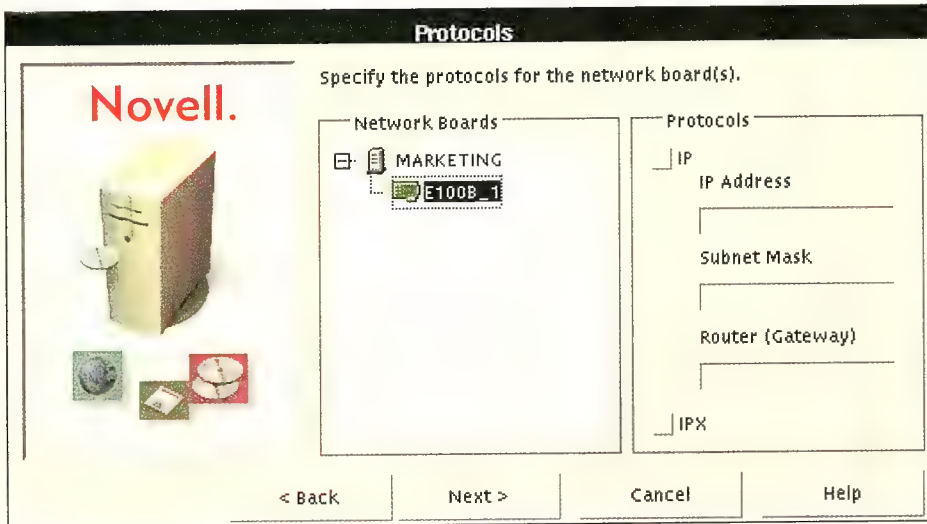 Protocols
Novell.
Specify the protocols for the network board(s).
Network Boards
MARKETING
E100B_1
Protocols
IP
IP Address
Subnet Mask
Router (Gateway)
IPX
< Back
Next >
Cancel
Help